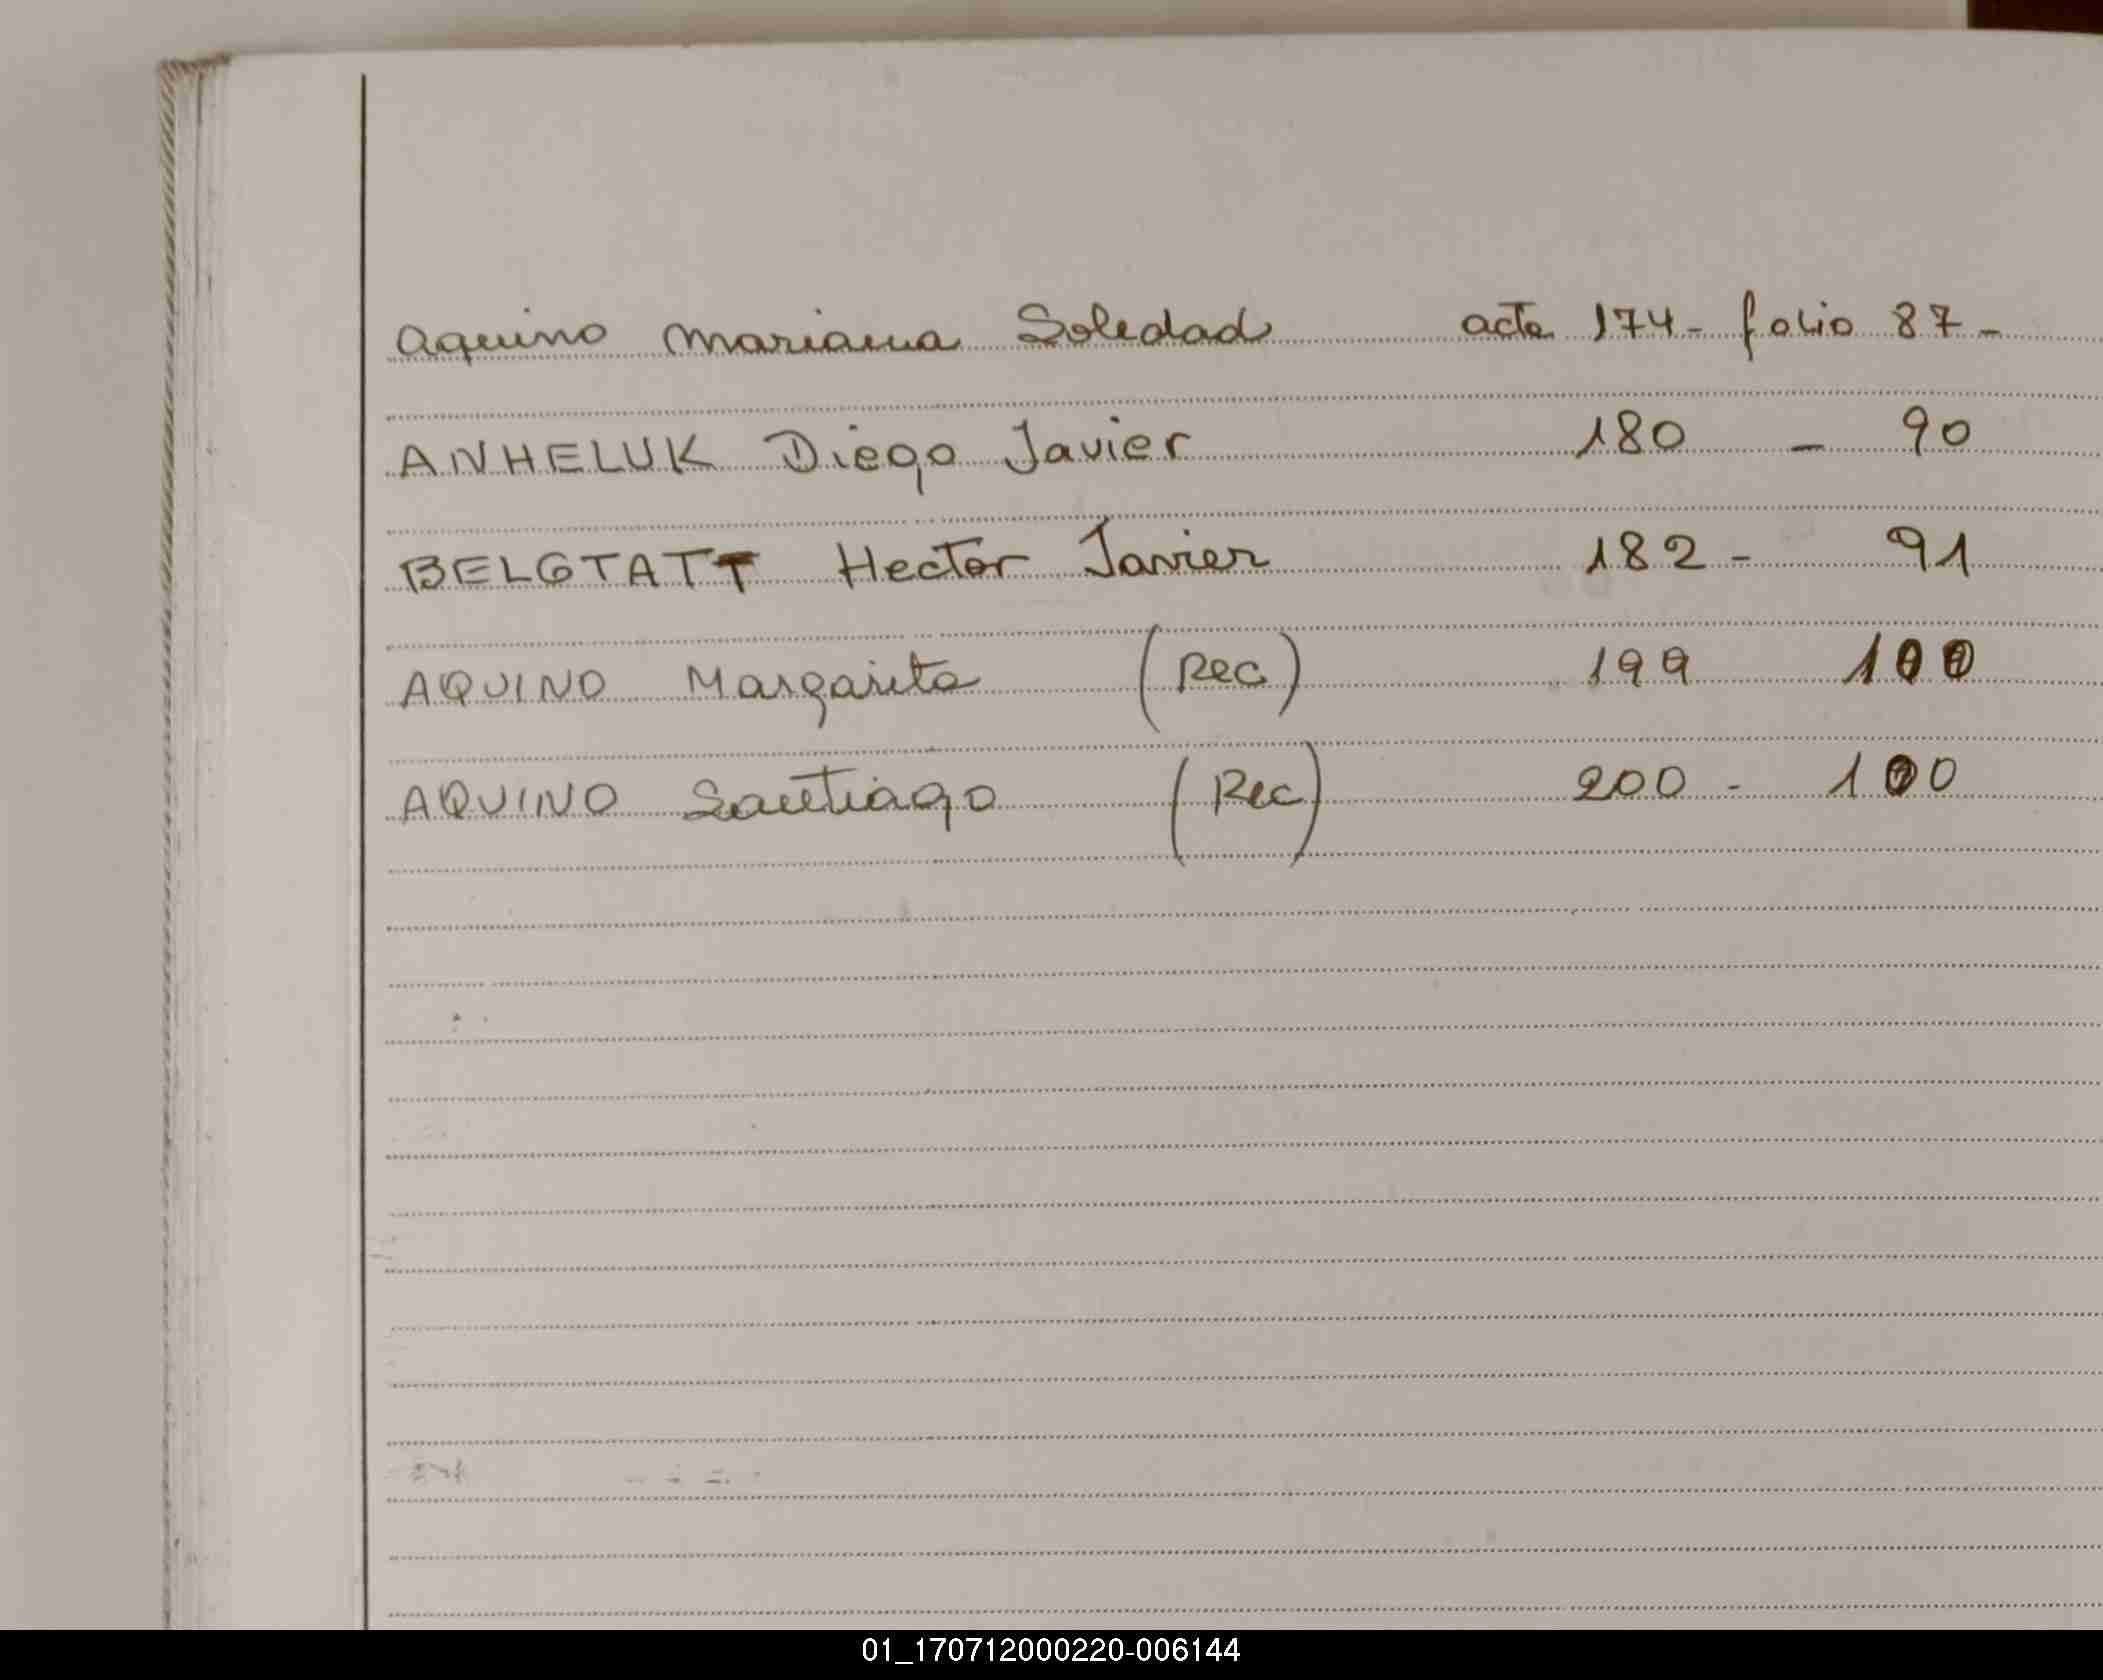 Aquino Mariana Soledad acta 174 - folio 87 -
ANHELUK Diego Javier 180 - 90
BELGTATT Hector Javier 182 - 91
AQUINO Margarita (Rec) 199 100
AQUINO Santiago (Rec) 200 - 100
01_170712000220-006144